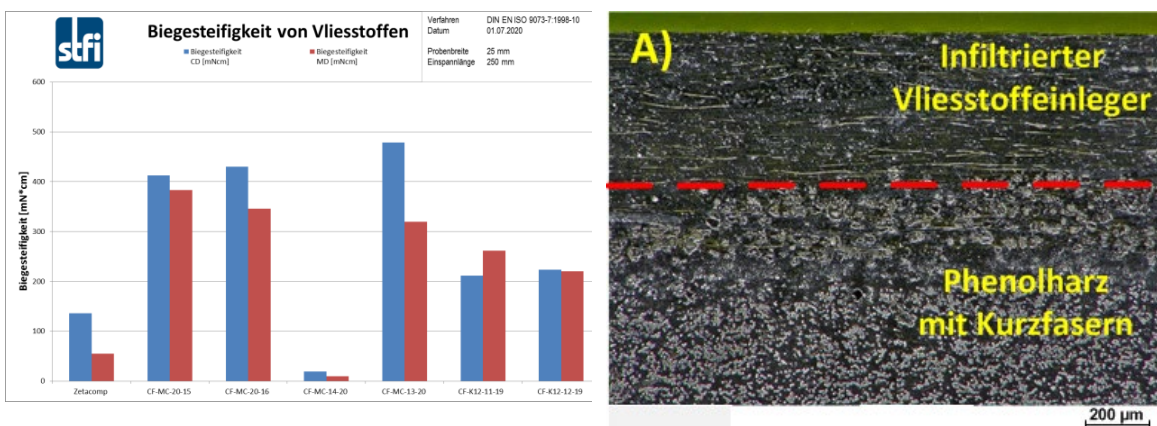 stfi
Biegesteifigkeit von Vliesstoffen
Biegesteifigkeit
CD [mNcm]
Biegesteifigkeit
MD [mNcm]
Verfahren DIN EN ISO 9073-7:1998-10
Datum 01.07.2020
Probenbreite 25 mm
Einspannlänge 250 mm
Biegesteifigkeit [mN*cm]
600
500
400
300
200
100
0
Zetacomp CF-MC-20-15 CF-MC-20-16 CF-MC-14-20 CF-MC-13-20 CF-K12-11-19 CF-K12-12-19
A)
Infiltrierter
Vliesstoffeinleger
Phenolharz
mit Kurzfasern
200 µm